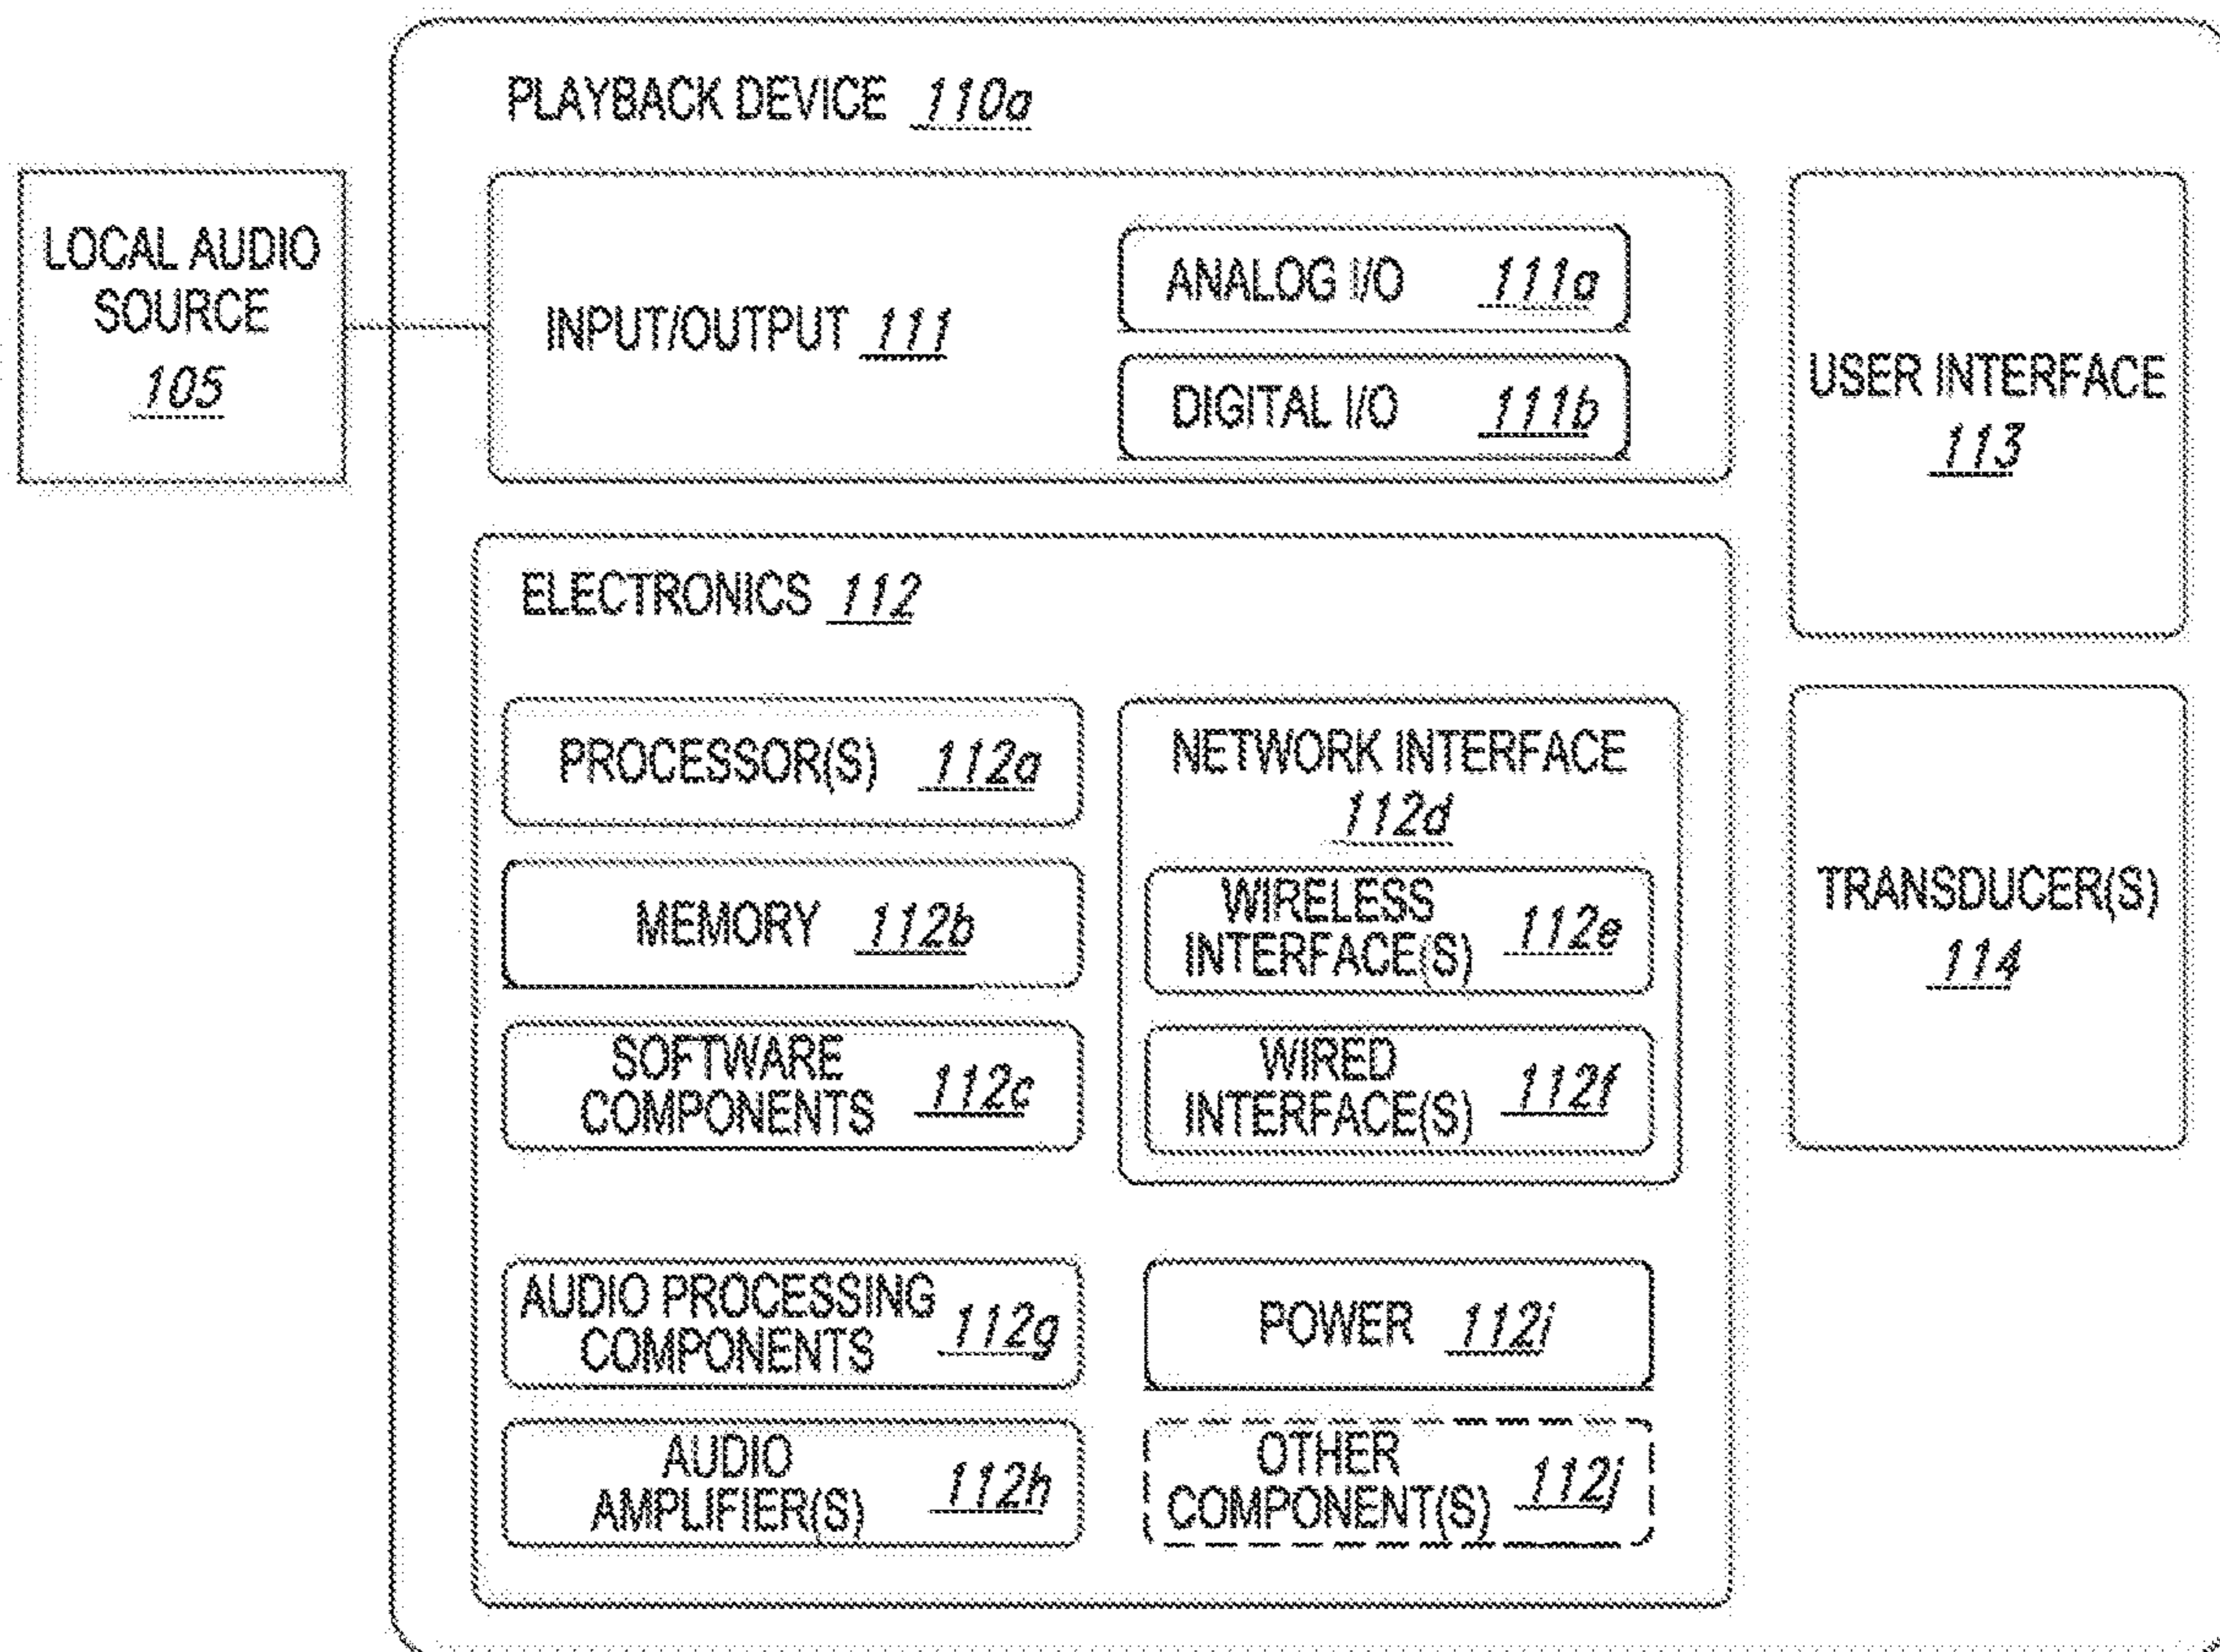 PLAYBACK DEVICE 110a
LOCAL AUDIO
SOURCE
105
INPUT/OUTPUT 111
ANALOG I/O 111a
DIGITAL I/O 111b
USER INTERFACE
113
ELECTRONICS 112
PROCESSOR(S) 112a
MEMORY 112b
SOFTWARE
COMPONENTS 112c
NETWORK INTERFACE
112d
WIRELESS
INTERFACE(S) 112e
WIRED
INTERFACE(S) 112f
TRANSDUCER(S)
114
AUDIO PROCESSING
COMPONENTS 112g
POWER 112i
AUDIO
AMPLIFIER(S) 112h
OTHER
COMPONENT(S) 112j